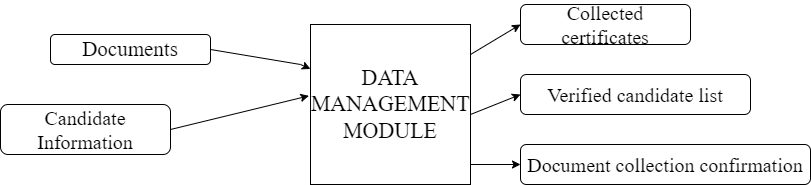 Documents
Candidate
Information
DATA
MANAGEMENT
MODULE
Collected
certificates
Verified candidate list
Document collection confirmation